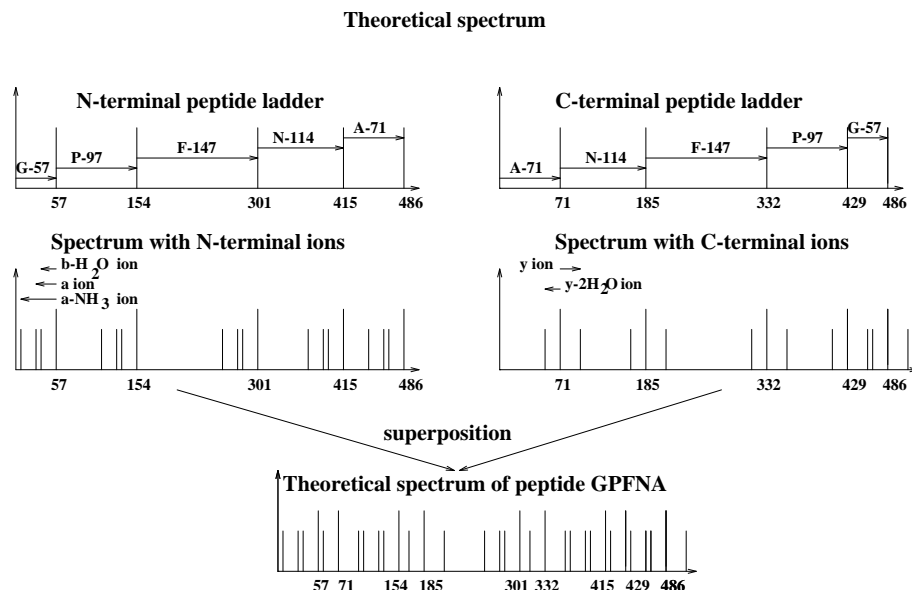 Theoretical spectrum
N-terminal peptide ladder
G-57
P-97
F-147
N-114
A-71
57 154 301 415 486
C-terminal peptide ladder
A-71
N-114
F-147
P-97
G-57
71 185 332 429 486
Spectrum with N-terminal ions
b-H2O ion
a ion
a-NH3 ion
57 154 301 415 486
Spectrum with C-terminal ions
y ion
y-2H2O ion
71 185 332 429 486
superposition
Theoretical spectrum of peptide GPFNA
57 71 154 185 301 332 415 429 486